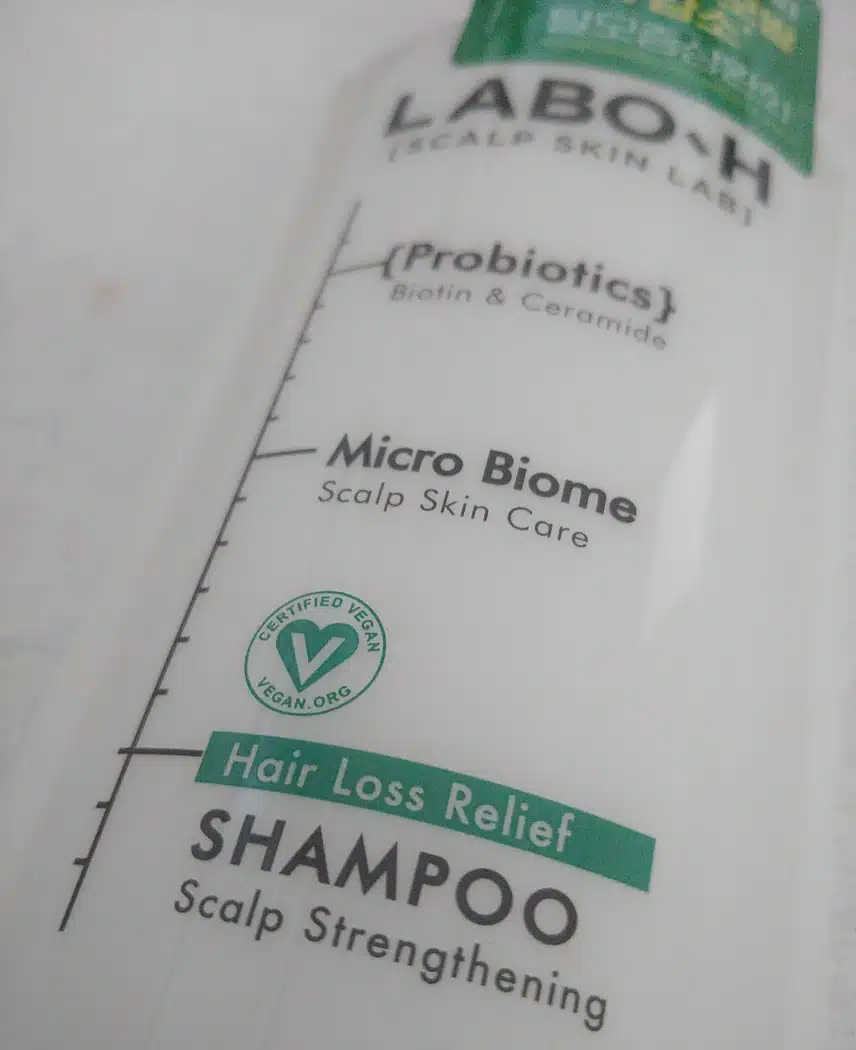 LABO\H
[SCALP SKIN LAB]
{Probiotics}
Biotin & Ceramide
Micro Biome
Scalp Skin Care
CERTIFIED VEGAN
V
VEGAN.ORG
Hair Loss Relief
SHAMPOO
Scalp Strengthening